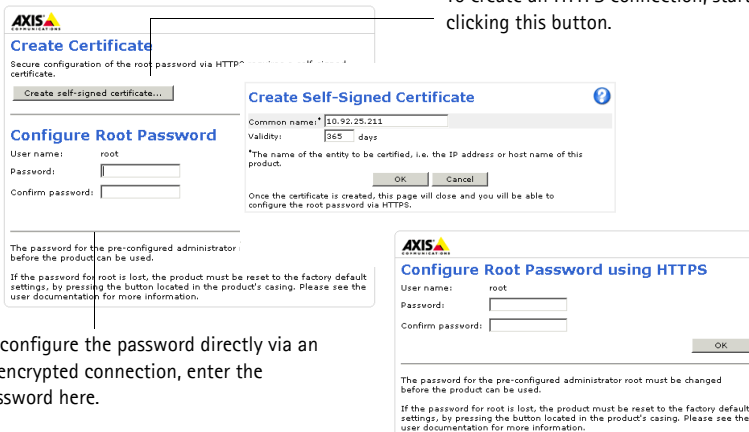 To create an HTTPS connection, start
clicking this button.
AXIS
COMMUNICATIONS
Create Certificate
Secure configuration of the root password via HTTPS
certificate.
Create self-signed certificate...
Configure Root Password
User name: root
Password:
Confirm password:
The password for the pre-configured administrator
before the product can be used.
If the password for root is lost, the product must be reset to the factory default
settings, by pressing the button located in the product's casing. Please see the
user documentation for more information.
configure the password directly via an
encrypted connection, enter the
ssword here.
Create Self-Signed Certificate
Common name:* 10.92.25.211
Validity: 365 days
*The name of the entity to be certified, i.e. the IP address or host name of this
product.
OK Cancel
Once the certificate is created, this page will close and you will be able to
configure the root password via HTTPS.
AXIS
COMMUNICATIONS
Configure Root Password using HTTPS
User name: root
Password:
Confirm password:
OK
The password for the pre-configured administrator root must be changed
before the product can be used.
If the password for root is lost, the product must be reset to the factory default
settings, by pressing the button located in the product's casing. Please see the
user documentation for more information.